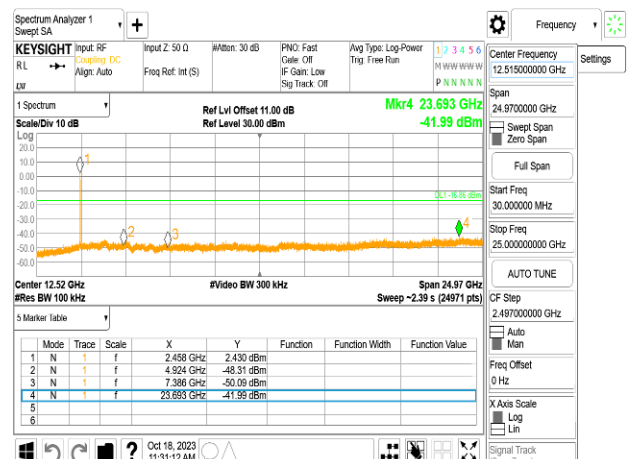 Spectrum Analyzer 1
Swept SA
+
Frequency
KEYSIGHT
Input: RF
Coupling: DC
Align: Auto
Input Z: 50 Ω
Freq Ref: Int (S)
#Atten: 30 dB
PNO: Fast
Gate: Off
IF Gain: Low
Sig Track: Off
Avg Type: Log-Power
Trig: Free Run
1 2 3 4 5 6
M W W W W W
P N N N N N
RL
LXI
Center Frequency
12.515000000 GHz
Settings
Span
24.9700000 GHz
Swept Span
Zero Span
Full Span
Start Freq
30.000000 MHz
Stop Freq
25.000000000 GHz
AUTO TUNE
CF Step
2.497000000 GHz
Auto
Man
Freq Offset
0 Hz
X Axis Scale
Log
Lin
Signal Track
1 Spectrum
Scale/Div 10 dB
Ref Lvl Offset 11.00 dB
Ref Level 30.00 dBm
Mkr4 23.693 GHz
-41.99 dBm
Log
20.0
10.0
0.00
-10.0
-20.0
-30.0
-40.0
-50.0
-60.0
1
2
3
4
Center 12.52 GHz
#Res BW 100 kHz
#Video BW 300 kHz
Span 24.97 GHz
Sweep ~2.39 s (24971 pts)
5 Marker Table
Mode Trace Scale X Y Function Function Width Function Value
1 N 1 f 2.458 GHz 2.430 dBm
2 N 1 f 4.924 GHz -48.31 dBm
3 N 1 f 7.386 GHz -50.09 dBm
4 N 1 f 23.693 GHz -41.99 dBm
5
6
?
Oct 18, 2023
11:31:12 AM